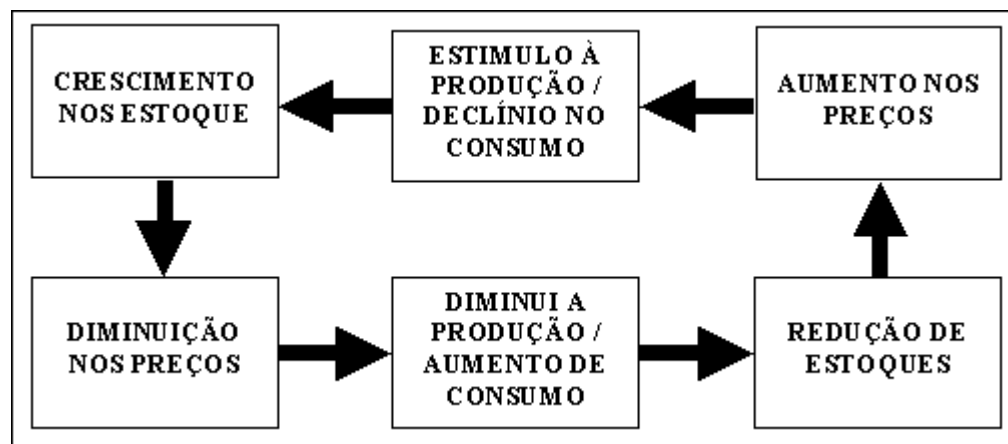 CRESCIMENTO
NOS ESTOQUE
ESTIMULO À
PRODUÇÃO /
DECLÍNIO NO
CONSUMO
AUMENTO NOS
PREÇOS
DIMINUIÇÃO
NOS PREÇOS
DIMINUI A
PRODUÇÃO /
AUMENTO DE
CONSUMO
REDUÇÃO DE
ESTOQUES